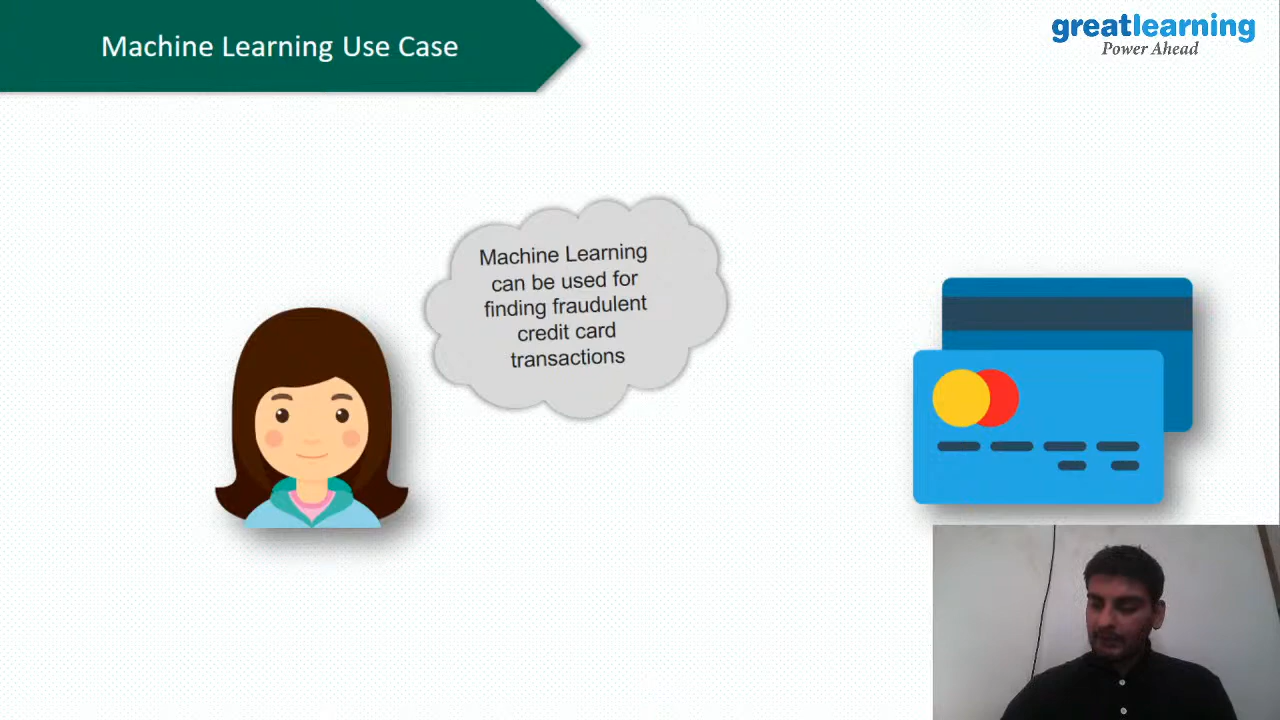 Machine Learning Use Case
greatlearning
Power Ahead
Machine Learning
can be used for
finding fraudulent
credit card
transactions